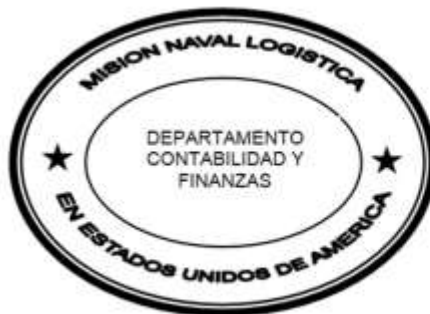 MISION NAVAL LOGISTICA
DEPARTAMENTO
CONTABILIDAD Y
FINANZAS
EN ESTADOS UNIDOS DE AMERICA